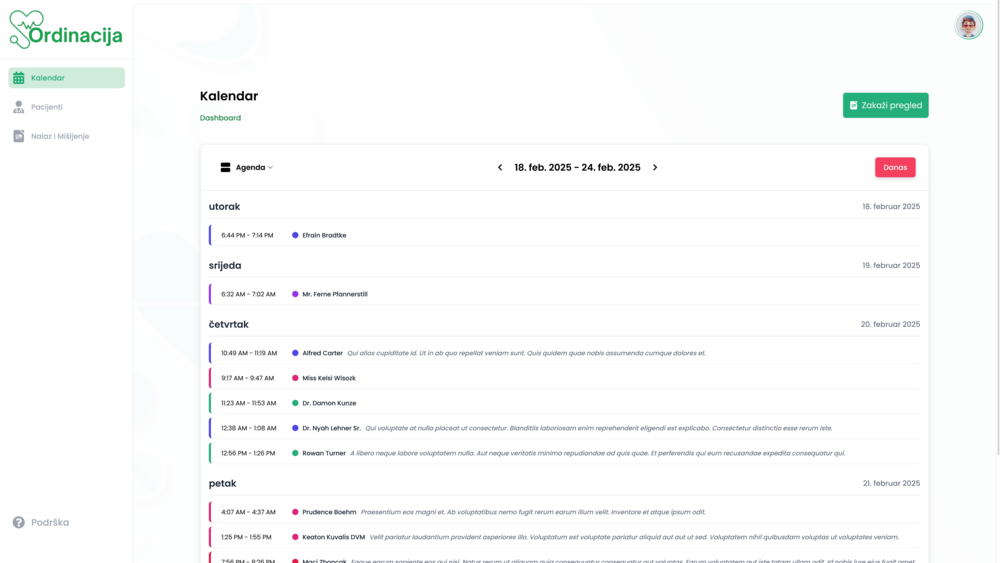 Ordinacija
Kalendar
Pacijenti
Nalaz i Mišljenje
Podrška
Kalendar
Dashboard
Zakaži pregled
Agenda
18. feb. 2025 - 24. feb. 2025
Danas
utorak 18. februar 2025
6:44 PM - 7:14 PM Efrain Bradtke
srijeda 19. februar 2025
6:32 AM - 7:02 AM Mr. Ferne Pfannerstill
četvrtak 20. februar 2025
10:49 AM - 11:19 AM Alfred Carter Qui alias cupiditate id. Ut in ab quo repellat veniam sunt. Quis quidem quae nobis assumenda cumque dolores et.
9:17 AM - 9:47 AM Miss Kelsi Wisozk
11:23 AM - 11:53 AM Dr. Damon Kunze
12:38 AM - 1:08 AM Dr. Nyah Lehner Sr. Qui voluptate at nulla placeat ut consectetur. Blanditiis laboriosam enim reprehenderit eligendi est explicabo. Consectetur distinctio esse rerum iste.
12:56 PM - 1:26 PM Rowan Turner A libero neque labore voluptatem nulla. Aut neque veritatis minima repudiandae ad quis quae. Et perferendis qui eum recusandae expedita consequatur qui.
petak 21. februar 2025
4:07 AM - 4:37 AM Prudence Boehm Praesentium eos magni et. Ab voluptatibus nemo fugit rerum earum illum velit. Inventore et atque ipsum odit.
1:25 PM - 1:55 PM Keaton Kuvalis DVM Velit pariatur laudantium provident asperiores illo. Voluptatum est voluptate pariatur aliquid aut aut ut sed. Voluptatem nihil quibusdam voluptas ut voluptates veniam.
7:56 PM - 8:26 PM Maci Zboncak